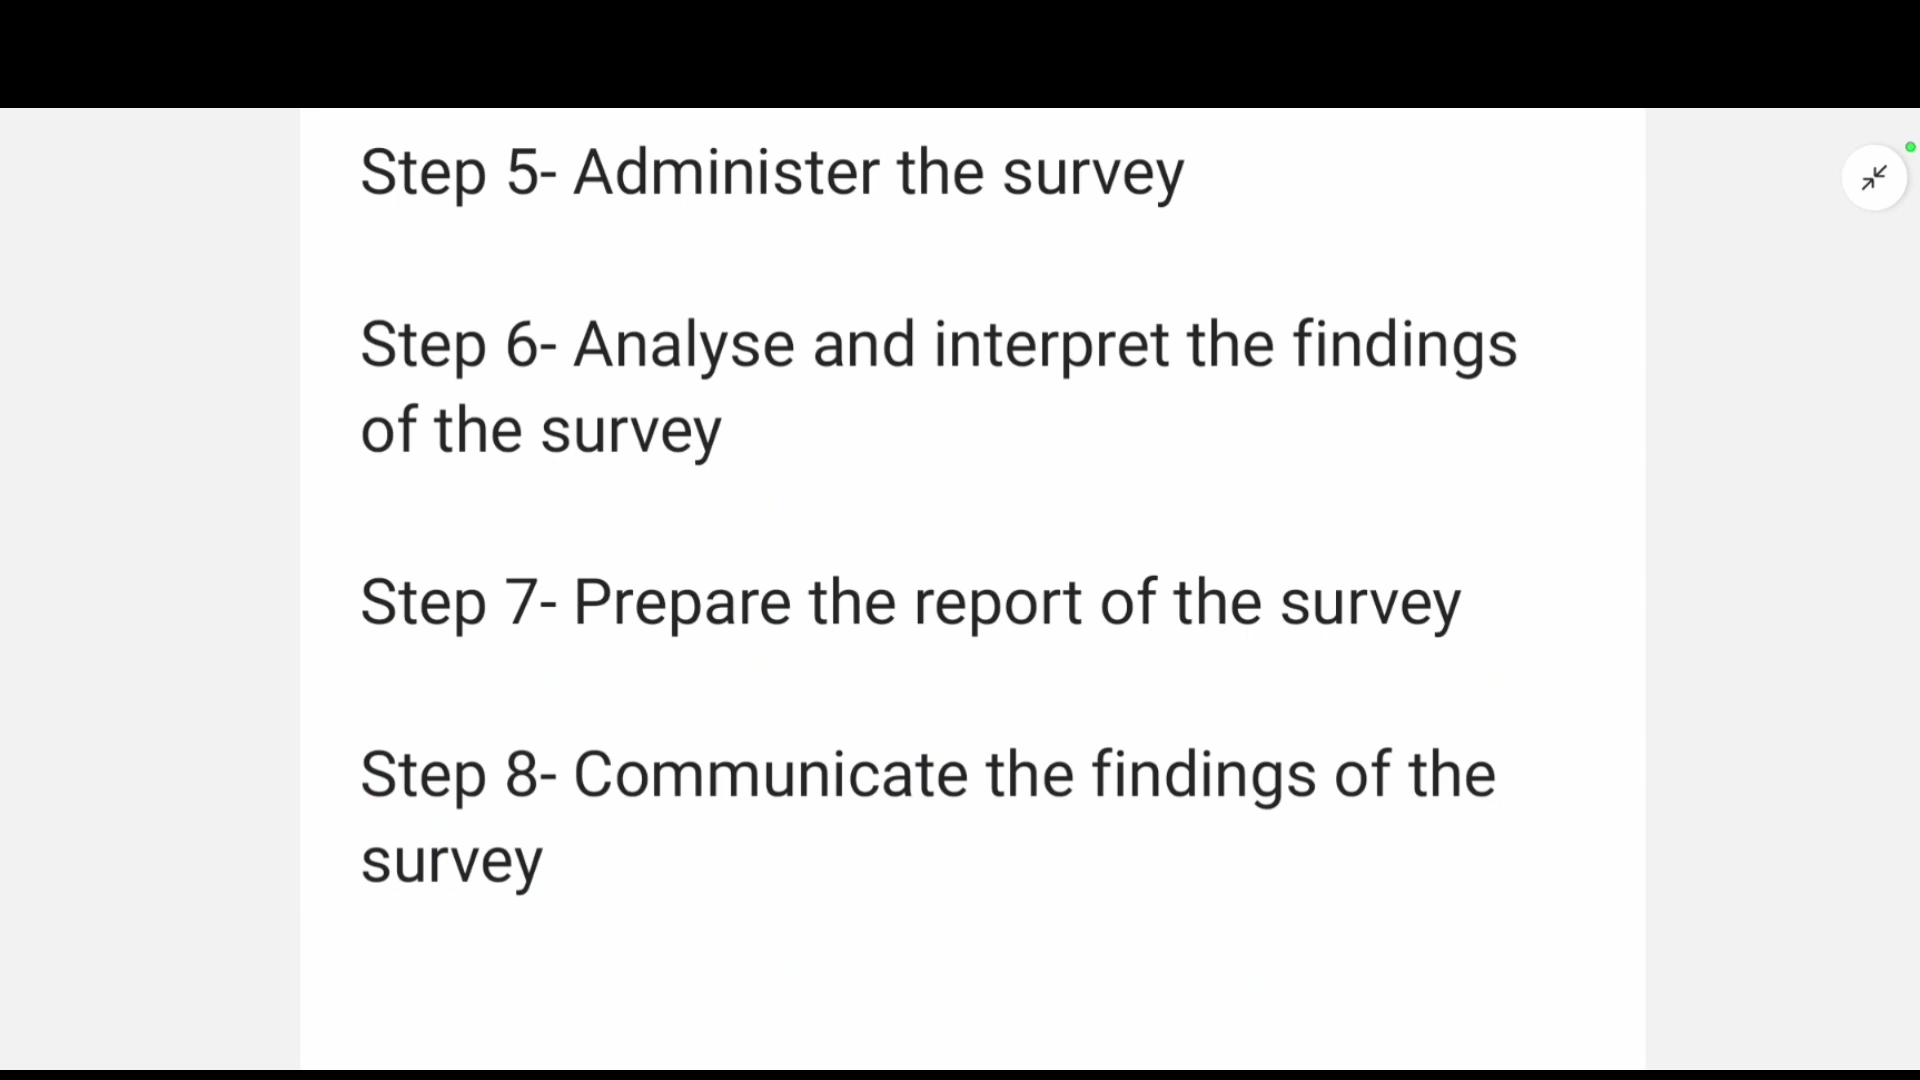 Step 5- Administer the survey
Step 6- Analyse and interpret the findings
of the survey
Step 7- Prepare the report of the survey
Step 8- Communicate the findings of the
survey